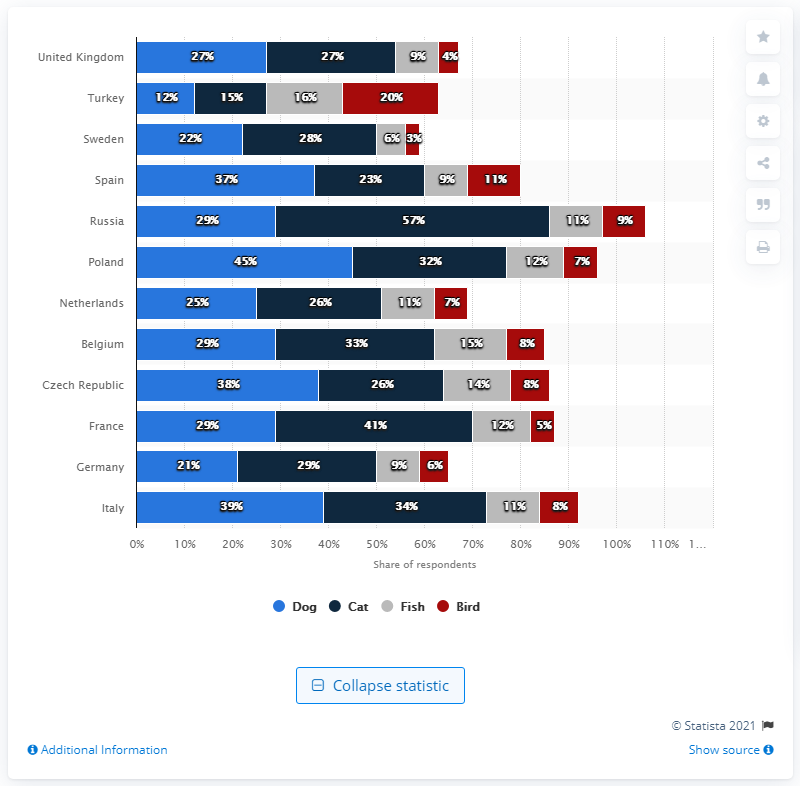 United Kingdom 27% 27% 9% 4%
Turkey 12% 15% 16% 20%
Sweden 22% 28% 6% 3%
Spain 37% 23% 9% 11%
Russia 29% 57% 11% 9%
Poland 45% 32% 12% 7%
Netherlands 25% 26% 11% 7%
Belgium 29% 33% 15% 8%
Czech Republic 38% 26% 14% 8%
France 29% 41% 12% 5%
Germany 21% 29% 9% 6%
Italy 39% 34% 11% 8%
0% 10% 20% 30% 40% 50% 60% 70% 80% 90% 100% 110% 1...
Share of respondents
Dog Cat Fish Bird
Collapse statistic
© Statista 2021
Additional Information Show source